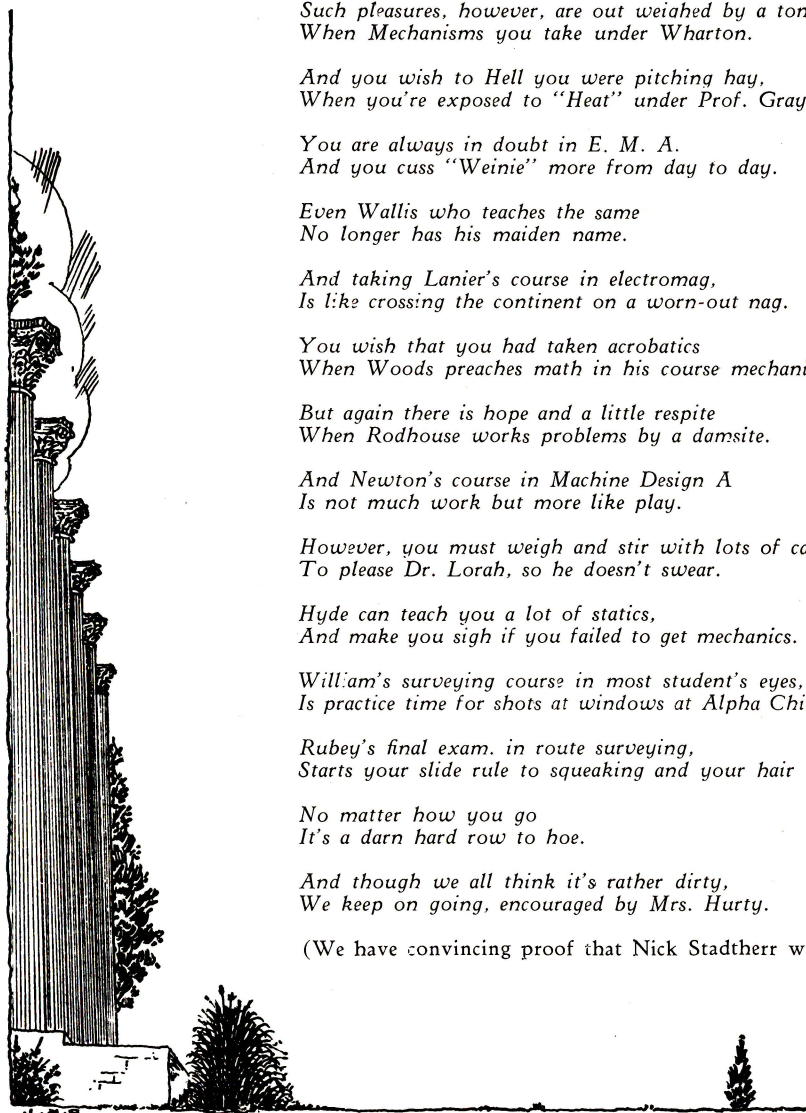 Such pleasures, however, are out weighed by a ton
When Mechanisms you take under Wharton.
And you wish to Hell you were pitching hay,
When you're exposed to "Heat" under Prof. Gray
You are always in doubt in E. M. A.
And you cuss "Weinie" more from day to day.
Even Wallis who teaches the same
No longer has his maiden name.
And taking Lanier's course in electromag,
Is like crossing the continent on a worn-out nag.
You wish that you had taken acrobatics
When Woods preaches math in his course mechani
But again there is hope and a little respite
When Rodhouse works problems by a damsite.
And Newton's course in Machine Design A
Is not much work but more like play.
However, you must weigh and stir with lots of ca
To please Dr. Lorah, so he doesn't swear.
Hyde can teach you a lot of statics,
And make you sigh if you failed to get mechanics.
William's surveying course in most student's eyes,
Is practice time for shots at windows at Alpha Chi
Rubey's final exam. in route surveying,
Starts your slide rule to squeaking and your hair
No matter how you go
It's a darn hard row to hoe.
And though we all think it's rather dirty,
We keep on going, encouraged by Mrs. Hurty.
(We have convincing proof that Nick Stadtherr w